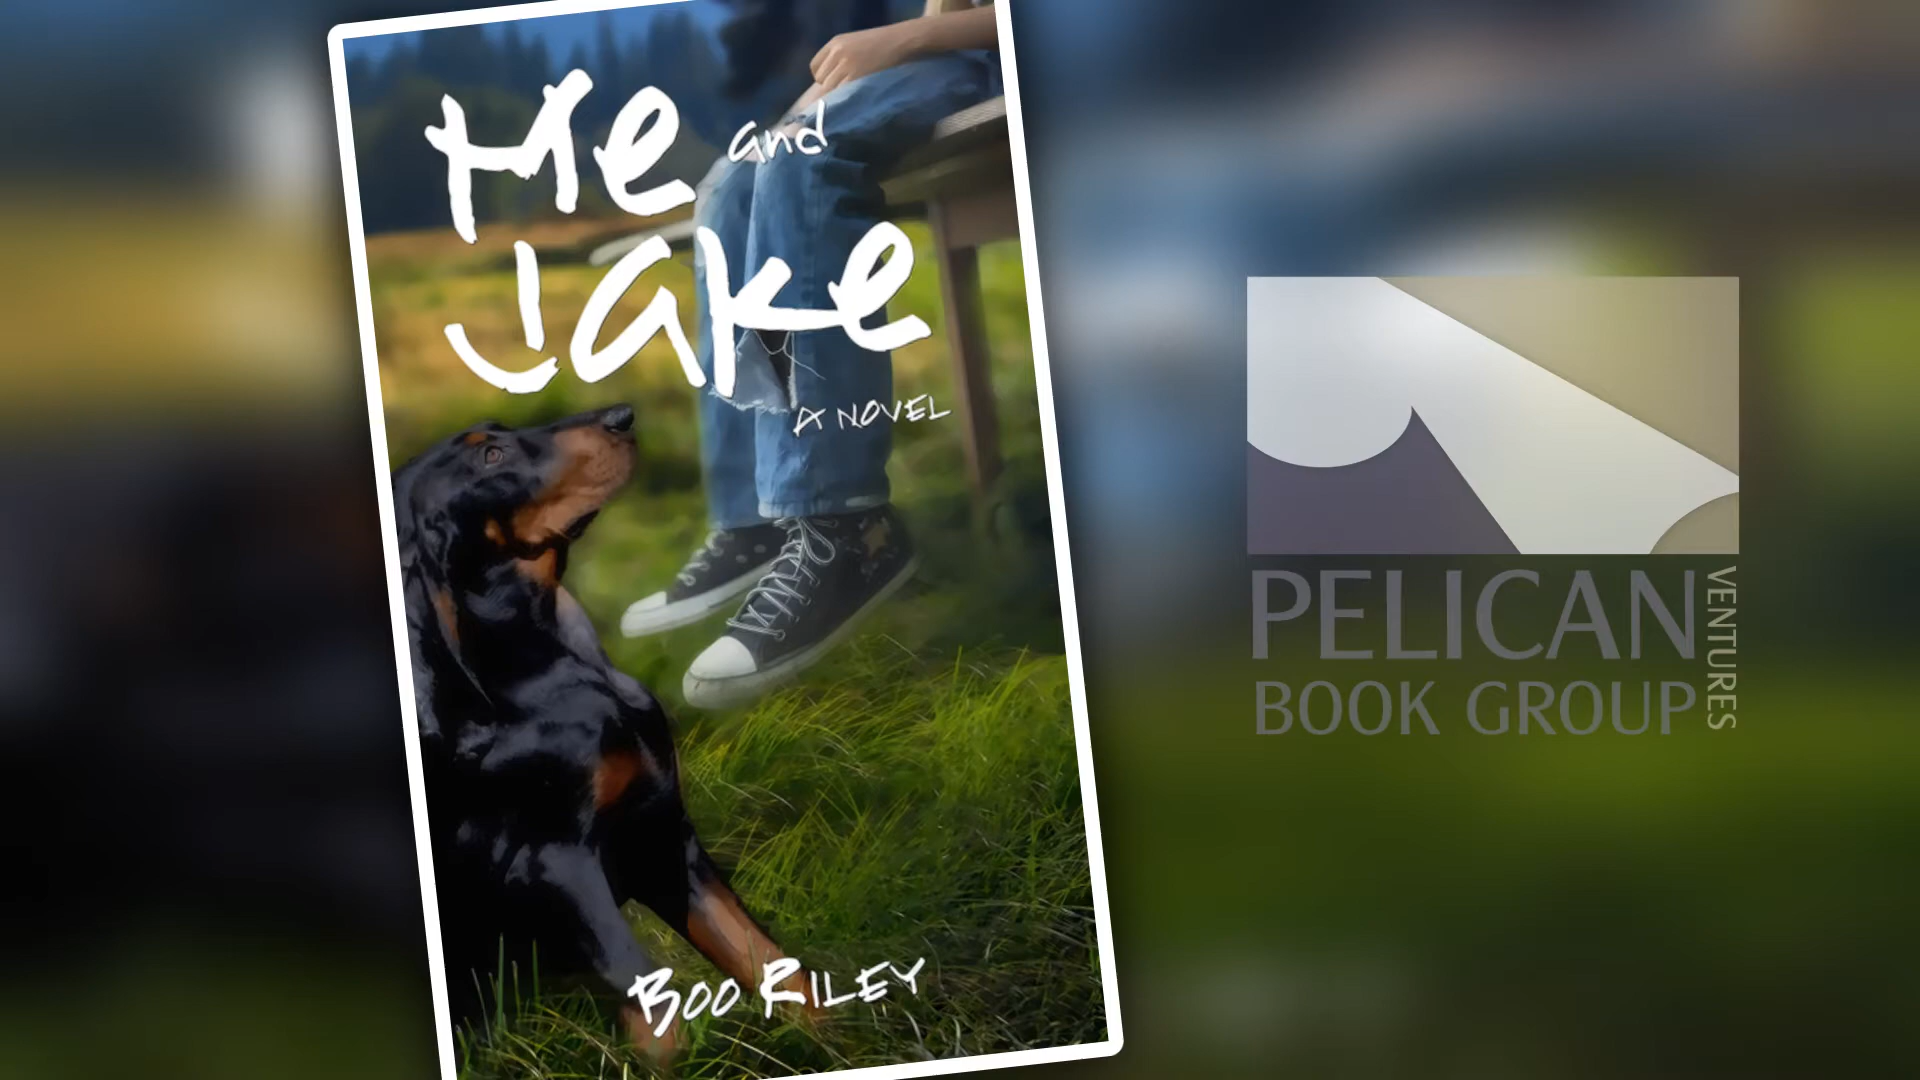 Me and
Jake
A NOVEL
BOO RILEY
PELICAN
VENTURES
BOOK GROUP